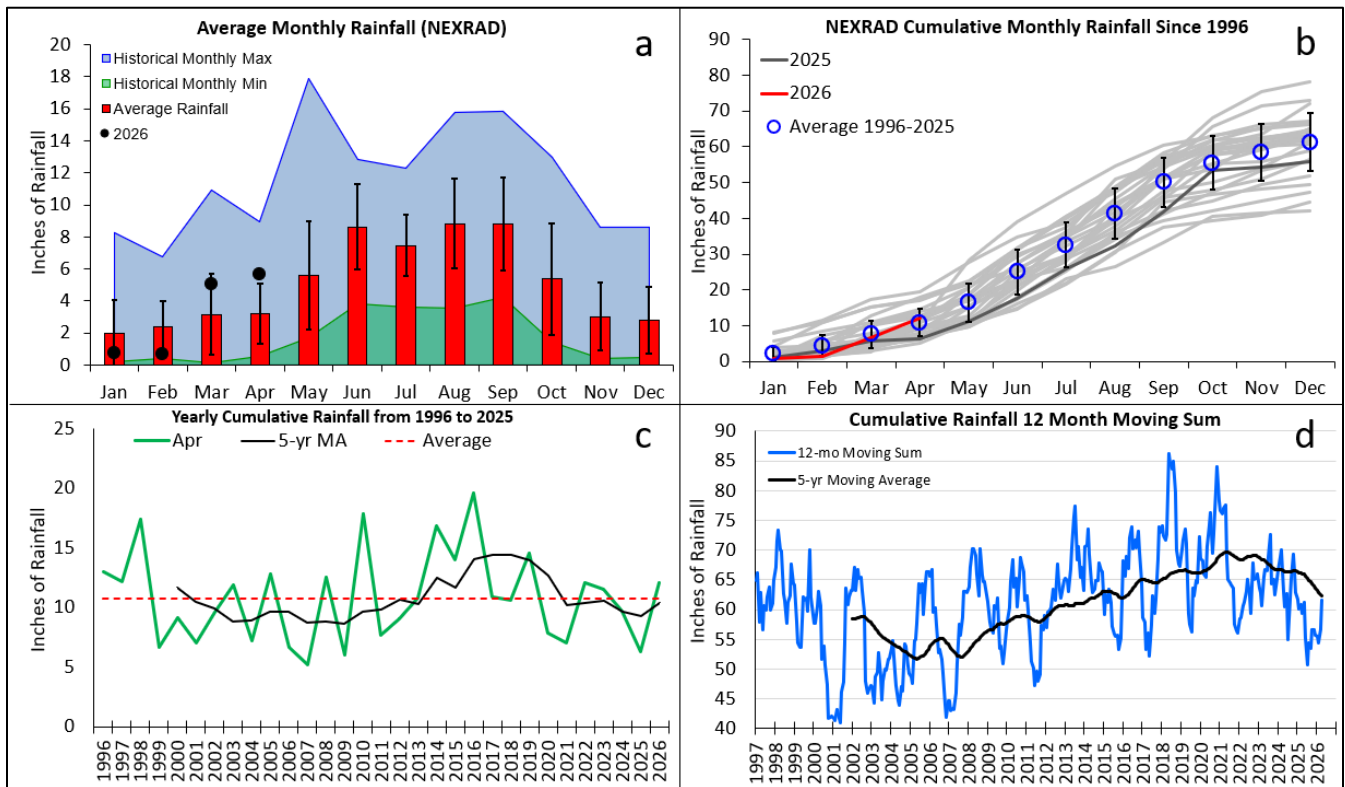 Average Monthly Rainfall (NEXRAD)
a
Inches of Rainfall
20
18
16
14
12
10
8
6
4
2
0
Historical Monthly Max
Historical Monthly Min
Average Rainfall
2026
Jan Feb Mar Apr May Jun Jul Aug Sep Oct Nov Dec
NEXRAD Cumulative Monthly Rainfall Since 1996
b
Inches of Rainfall
90
80
70
60
50
40
30
20
10
0
2025
2026
Average 1996-2025
Jan Feb Mar Apr May Jun Jul Aug Sep Oct Nov Dec
Yearly Cumulative Rainfall from 1996 to 2025
c
Inches of Rainfall
25
20
15
10
5
0
Apr 5-yr MA Average
1996 1997 1998 1999 2000 2001 2002 2003 2004 2005 2006 2007 2008 2009 2010 2011 2012 2013 2014 2015 2016 2017 2018 2019 2020 2021 2022 2023 2024 2025 2026
Cumulative Rainfall 12 Month Moving Sum
d
Inches of Rainfall
90
85
80
75
70
65
60
55
50
45
40
12-mo Moving Sum
5-yr Moving Average
1997 1998 1999 2000 2001 2002 2003 2004 2005 2006 2007 2008 2009 2010 2011 2012 2013 2014 2015 2016 2017 2018 2019 2020 2021 2022 2023 2024 2025 2026